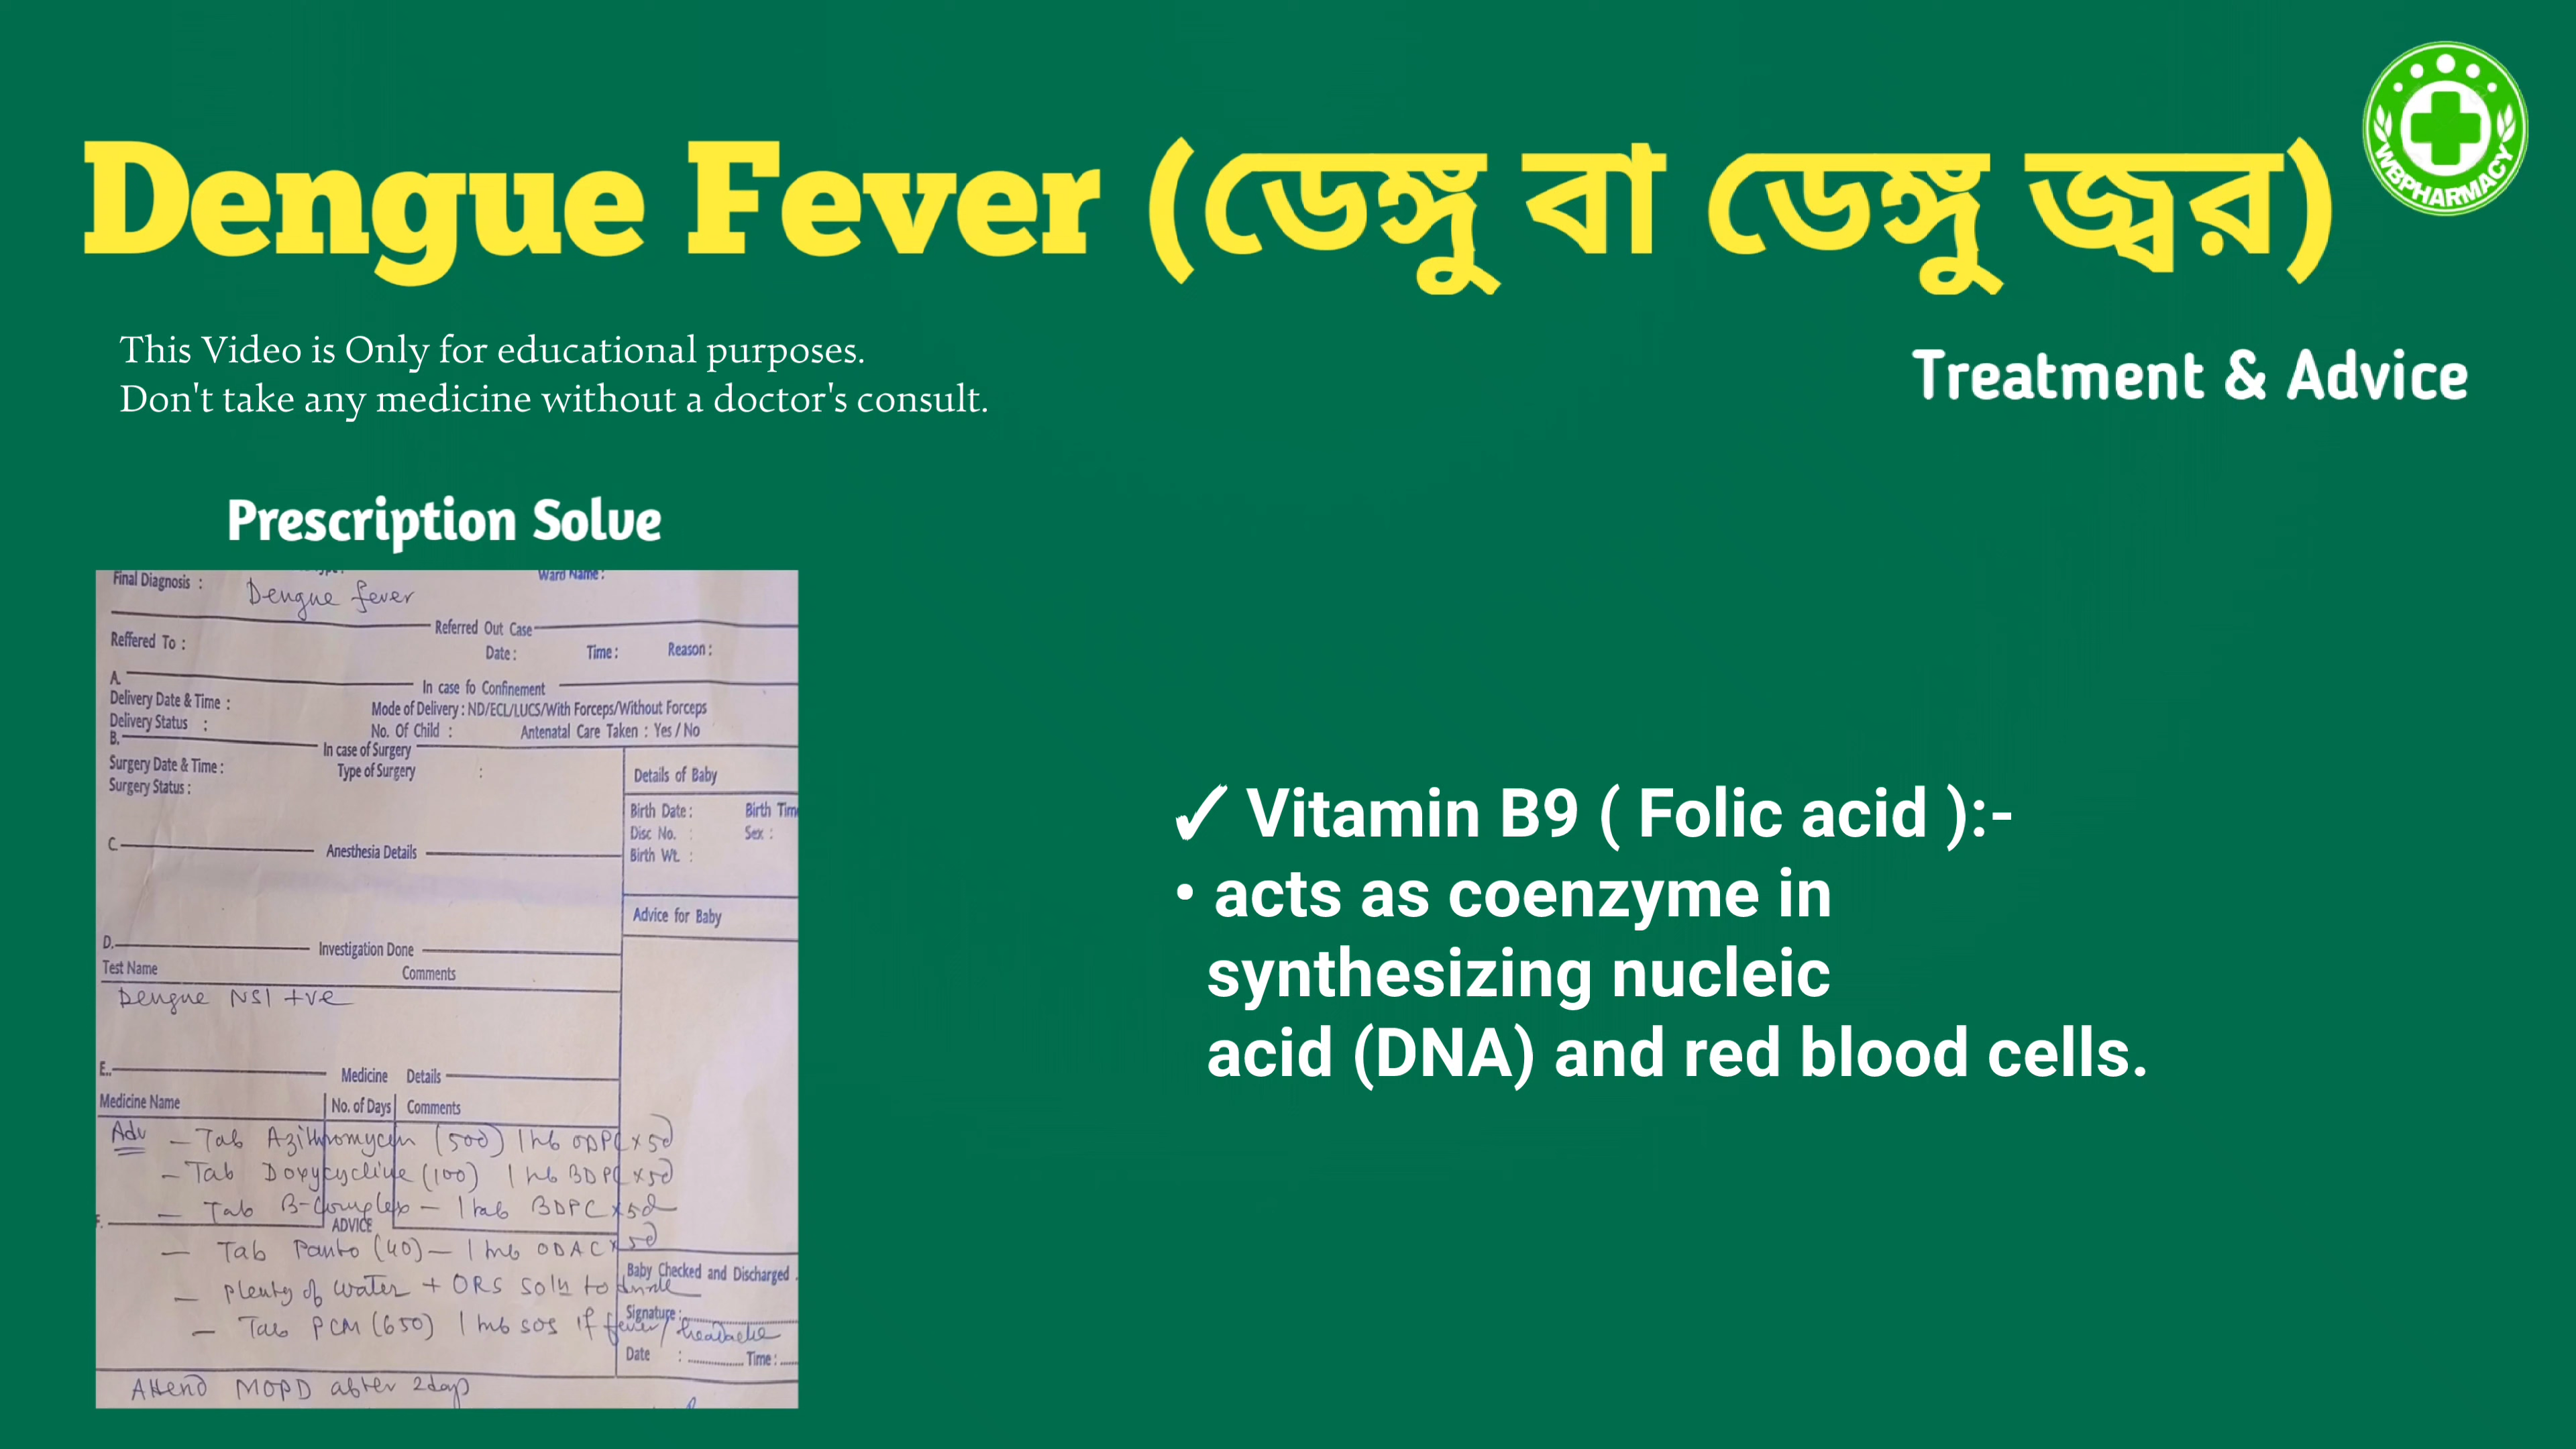 Dengue Fever (ডেঙ্গু বা ডেঙ্গু জ্বর)
WBPHARMACY
This Video is Only for educational purposes.
Don't take any medicine without a doctor's consult.
Treatment & Advice
Prescription Solve
Ward Name :
Final Diagnosis : Dengue fever
Referred Out Case
Reffered To :
Date : Time : Reason :
A.
In case fo Confinement
Delivery Date & Time :
Mode of Delivery : ND/ECL/LUCS/With Forceps/Without Forceps
Delivery Status :
No. Of Child : Antenatal Care Taken : Yes / No
B.
In case of Surgery
Surgery Date & Time : Type of Surgery :
Surgery Status :
Details of Baby
Birth Date : Birth Tim
Disc No. : Sex :
Birth Wt. :
C.
Anesthesia Details
Advice for Baby
D.
Investigation Done
Test Name Comments
Dengue NS1 +ve
E..
Medicine Details
Medicine Name No. of Days Comments
Adv – Tab Azithromycin (500) 1 tab ODPC x 5d
– Tab Doxycycline (100) 1 tab BDPC x 5d
– Tab B-Complex – 1 tab BDPC x 5d
F.
ADVICE
– Tab Panto (40) – 1 tab ODAC x 5d
– plenty of water + ORS soln to drink
– Tab PCM (650) 1 tab SOS if fever / headache
Baby Checked and Discharged
Signature :
Date : Time :
Attend MOPD after 2 days
✓ Vitamin B9 ( Folic acid ):-
• acts as coenzyme in
synthesizing nucleic
acid (DNA) and red blood cells.